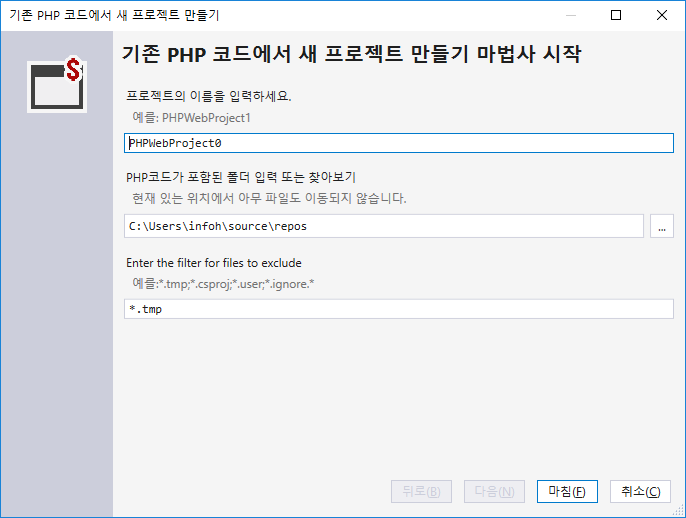 기존 PHP 코드에서 새 프로젝트 만들기
기존 PHP 코드에서 새 프로젝트 만들기 마법사 시작
프로젝트의 이름을 입력하세요.
예를: PHPWebProject1
PHPWebProject0
PHP코드가 포함된 폴더 입력 또는 찾아보기
현재 있는 위치에서 아무 파일도 이동되지 않습니다.
C:\Users\infoh\source\repos
...
Enter the filter for files to exclude
예를:*.tmp;*.csproj;*.user;*.ignore.*
*.tmp
뒤로(B) 다음(N) 마침(F) 취소(C)